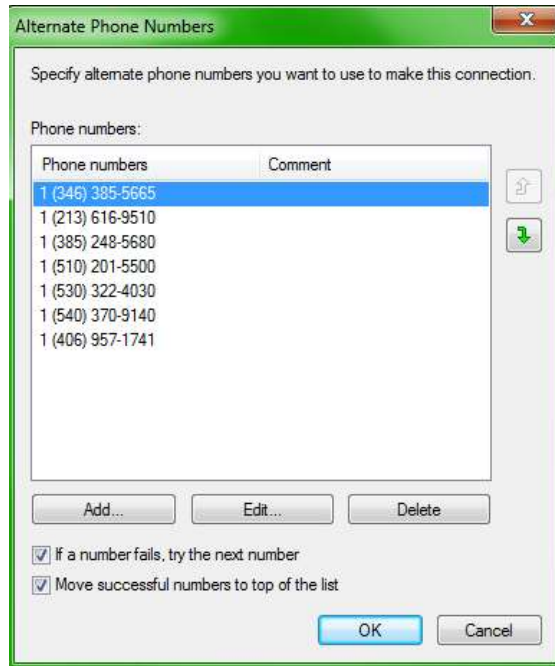 Alternate Phone Numbers
Specify alternate phone numbers you want to use to make this connection.
Phone numbers:
Phone numbers Comment
1 (346) 385-5665
1 (213) 616-9510
1 (385) 248-5680
1 (510) 201-5500
1 (530) 322-4030
1 (540) 370-9140
1 (406) 957-1741
Add... Edit... Delete
If a number fails, try the next number
Move successful numbers to top of the list
OK Cancel